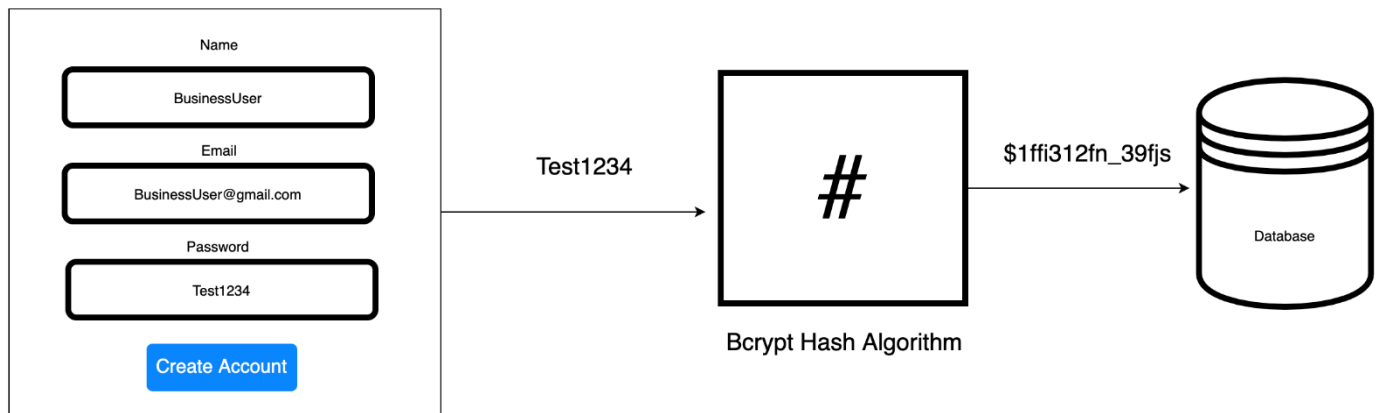 Name
BusinessUser
Email
BusinessUser@gmail.com
Password
Test1234
Create Account
Test1234
#
Bcrypt Hash Algorithm
$1ffi312fn_39fjs
Database